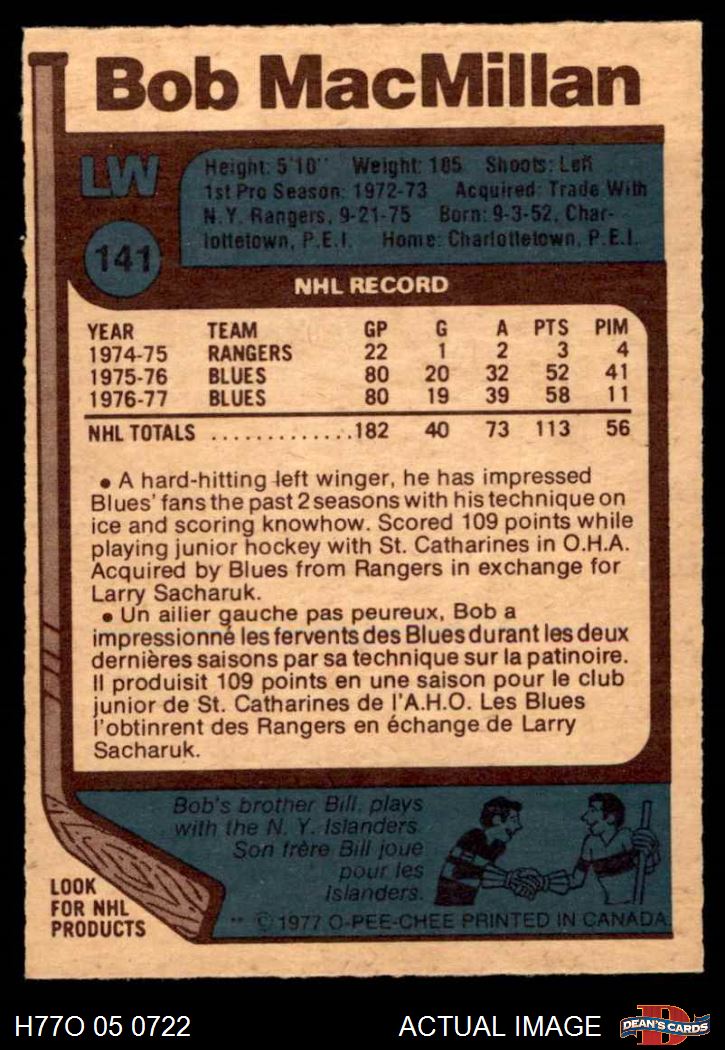 Bob MacMillan
LW
141
Height: 5'10" Weight: 185 Shoots: Left
1st Pro Season: 1972-73 Acquired: Trade With
N.Y. Rangers, 9-21-75 Born: 9-3-52, Char-
lottetown, P.E.I. Home: Charlottetown, P.E.I.
NHL RECORD
YEAR TEAM GP G A PTS PIM
1974-75 RANGERS 22 1 2 3 4
1975-76 BLUES 80 20 32 52 41
1976-77 BLUES 80 19 39 58 11
NHL TOTALS .............182 40 73 113 56
• A hard-hitting left winger, he has impressed
Blues' fans the past 2 seasons with his technique on
ice and scoring knowhow. Scored 109 points while
playing junior hockey with St. Catharines in O.H.A.
Acquired by Blues from Rangers in exchange for
Larry Sacharuk.
• Un ailier gauche pas peureux, Bob a
impressionné les fervents des Blues durant les deux
dernières saisons par sa technique sur la patinoire.
Il produisit 109 points en une saison pour le club
junior de St. Catharines de l'A.H.O. Les Blues
l'obtinrent des Rangers en échange de Larry
Sacharuk.
Bob's brother Bill, plays
with the N. Y. Islanders.
Son frère Bill joue
pour les
Islanders.
LOOK
FOR NHL
PRODUCTS
** © 1977 O-PEE-CHEE PRINTED IN CANADA
H77O 05 0722 ACTUAL IMAGE DEAN'S CARDS